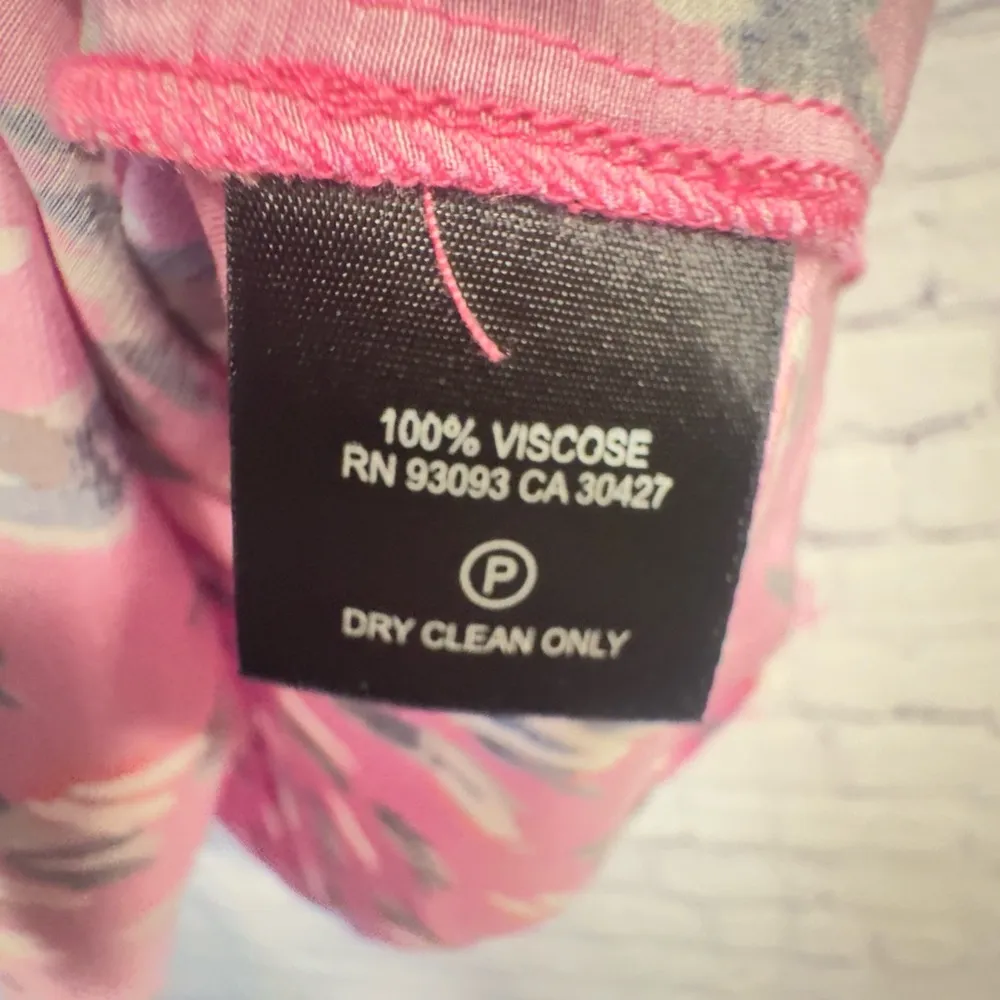 100% VISCOSE
RN 93093 CA 30427
P
DRY CLEAN ONLY